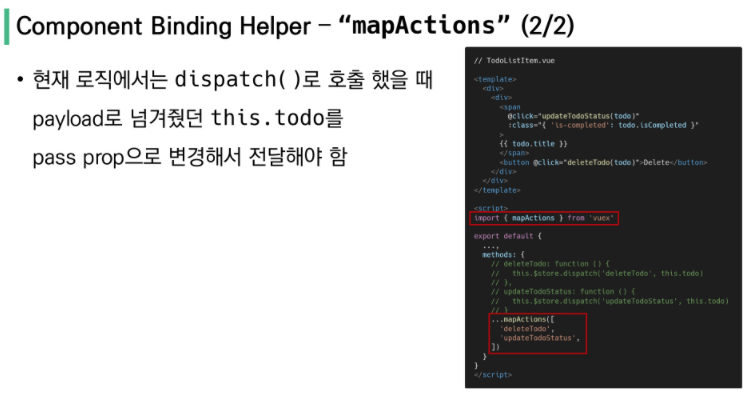 Component Binding Helper – “mapActions” (2/2)
• 현재 로직에서는 dispatch()로 호출 했을 때
payload로 넘겨줬던 this.todo를
pass prop으로 변경해서 전달해야 함
// TodoListItem.vue
<template>
<div>
<div>
<span
@click="updateTodoStatus(todo)"
:class="{ 'is-completed': todo.isCompleted }"
>
{{ todo.title }}
</span>
<button @click="deleteTodo(todo)">Delete</button>
</div>
</div>
</template>
<script>
import { mapActions } from 'vuex'
export default {
...,
methods: {
// deleteTodo: function () {
//   this.$store.dispatch('deleteTodo', this.todo)
// },
// updateTodoStatus: function () {
//   this.$store.dispatch('updateTodoStatus', this.todo)
// }
...mapActions([
'deleteTodo',
'updateTodoStatus',
])
}
}
</script>